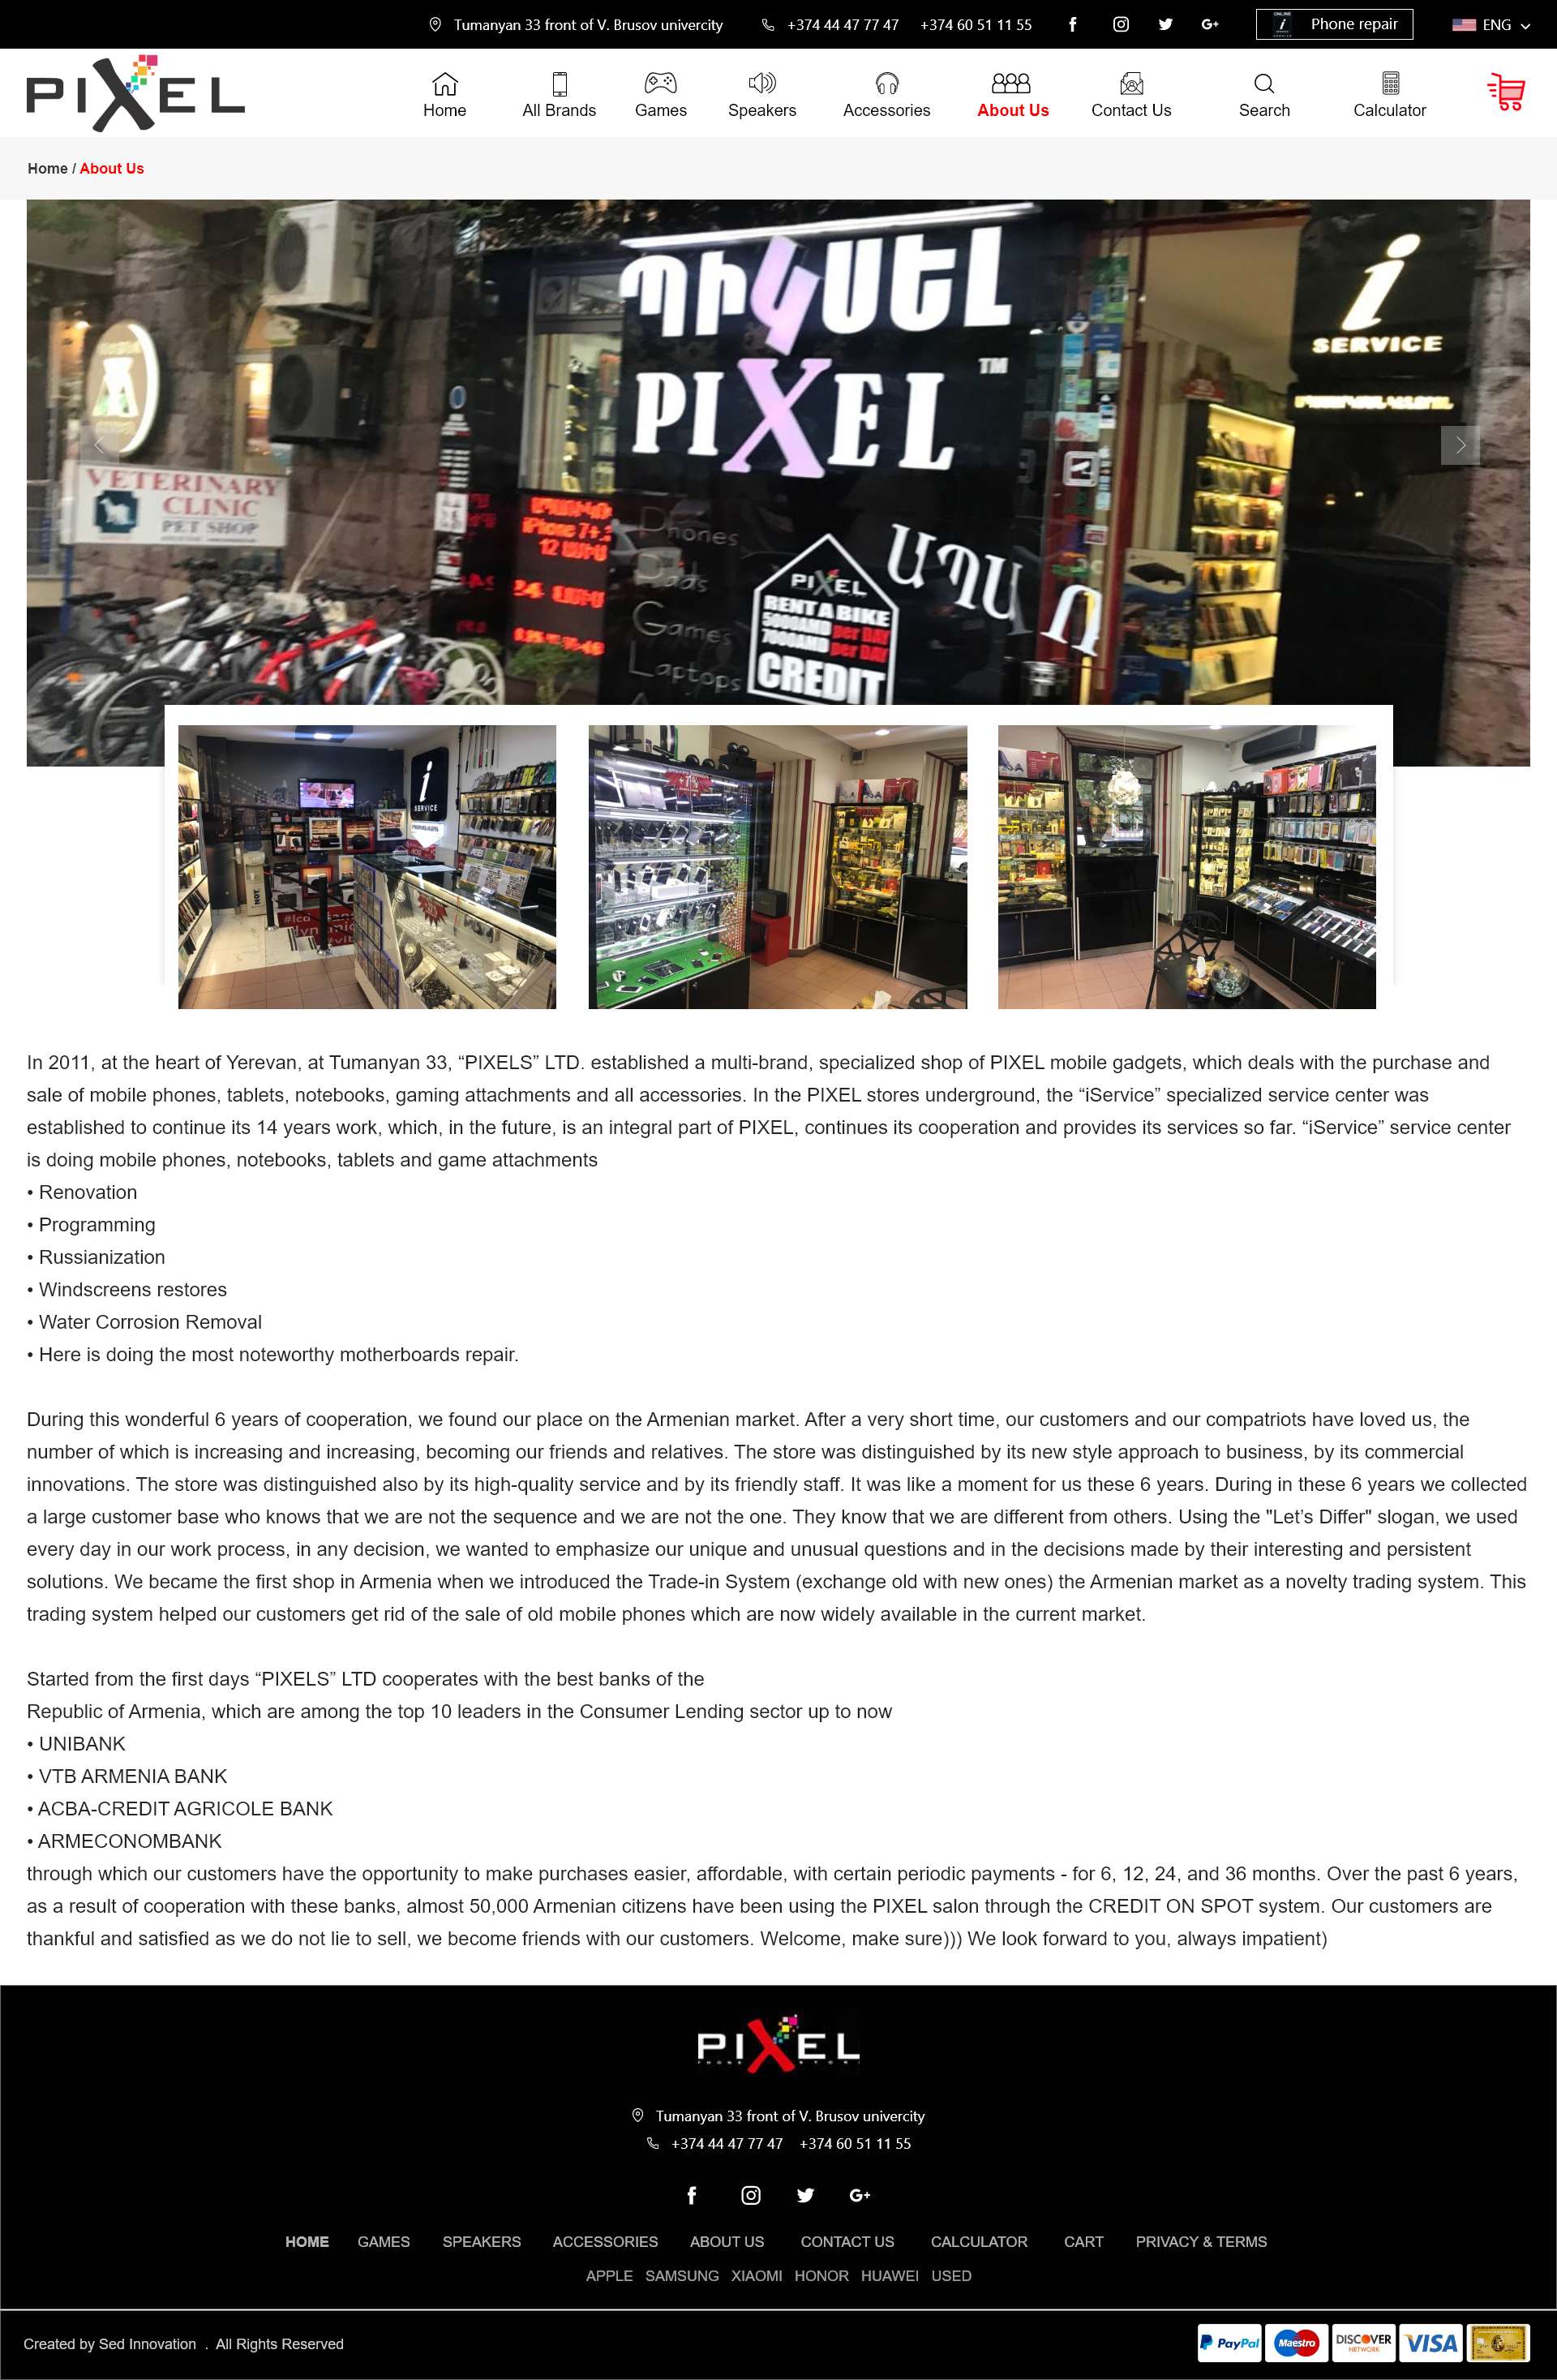 Tumanyan 33 front of V. Brusov univercity
+374 44 47 77 47 +374 60 51 11 55
Phone repair
ENG
PIXEL
Home
All Brands
Games
Speakers
Accessories
About Us
Contact Us
Search
Calculator
Home / About Us
ՊԻԿՍԵԼ
PIXEL
TM
i
SERVICE
VETERINARY
CLINIC
PET SHOP
iPhone 7+
Phones
Games
Laptops
PIXEL
RENT A BIKE
5000AMD per DAY
7000AMD per DAY
CREDIT
ԱՊԱՌ
i
SERVICE
In 2011, at the heart of Yerevan, at Tumanyan 33, “PIXELS” LTD. established a multi-brand, specialized shop of PIXEL mobile gadgets, which deals with the purchase and
sale of mobile phones, tablets, notebooks, gaming attachments and all accessories. In the PIXEL stores underground, the “iService” specialized service center was
established to continue its 14 years work, which, in the future, is an integral part of PIXEL, continues its cooperation and provides its services so far. “iService” service center
is doing mobile phones, notebooks, tablets and game attachments
• Renovation
• Programming
• Russianization
• Windscreens restores
• Water Corrosion Removal
• Here is doing the most noteworthy motherboards repair.
During this wonderful 6 years of cooperation, we found our place on the Armenian market. After a very short time, our customers and our compatriots have loved us, the
number of which is increasing and increasing, becoming our friends and relatives. The store was distinguished by its new style approach to business, by its commercial
innovations. The store was distinguished also by its high-quality service and by its friendly staff. It was like a moment for us these 6 years. During in these 6 years we collected
a large customer base who knows that we are not the sequence and we are not the one. They know that we are different from others. Using the "Let’s Differ" slogan, we used
every day in our work process, in any decision, we wanted to emphasize our unique and unusual questions and in the decisions made by their interesting and persistent
solutions. We became the first shop in Armenia when we introduced the Trade-in System (exchange old with new ones) the Armenian market as a novelty trading system. This
trading system helped our customers get rid of the sale of old mobile phones which are now widely available in the current market.
Started from the first days “PIXELS” LTD cooperates with the best banks of the
Republic of Armenia, which are among the top 10 leaders in the Consumer Lending sector up to now
• UNIBANK
• VTB ARMENIA BANK
• ACBA-CREDIT AGRICOLE BANK
• ARMECONOMBANK
through which our customers have the opportunity to make purchases easier, affordable, with certain periodic payments - for 6, 12, 24, and 36 months. Over the past 6 years,
as a result of cooperation with these banks, almost 50,000 Armenian citizens have been using the PIXEL salon through the CREDIT ON SPOT system. Our customers are
thankful and satisfied as we do not lie to sell, we become friends with our customers. Welcome, make sure))) We look forward to you, always impatient)
PIXEL
Tumanyan 33 front of V. Brusov univercity
+374 44 47 77 47 +374 60 51 11 55
HOME GAMES SPEAKERS ACCESSORIES ABOUT US CONTACT US CALCULATOR CART PRIVACY & TERMS
APPLE SAMSUNG XIAOMI HONOR HUAWEI USED
Created by Sed Innovation . All Rights Reserved
PayPal Maestro DISCOVER NETWORK VISA